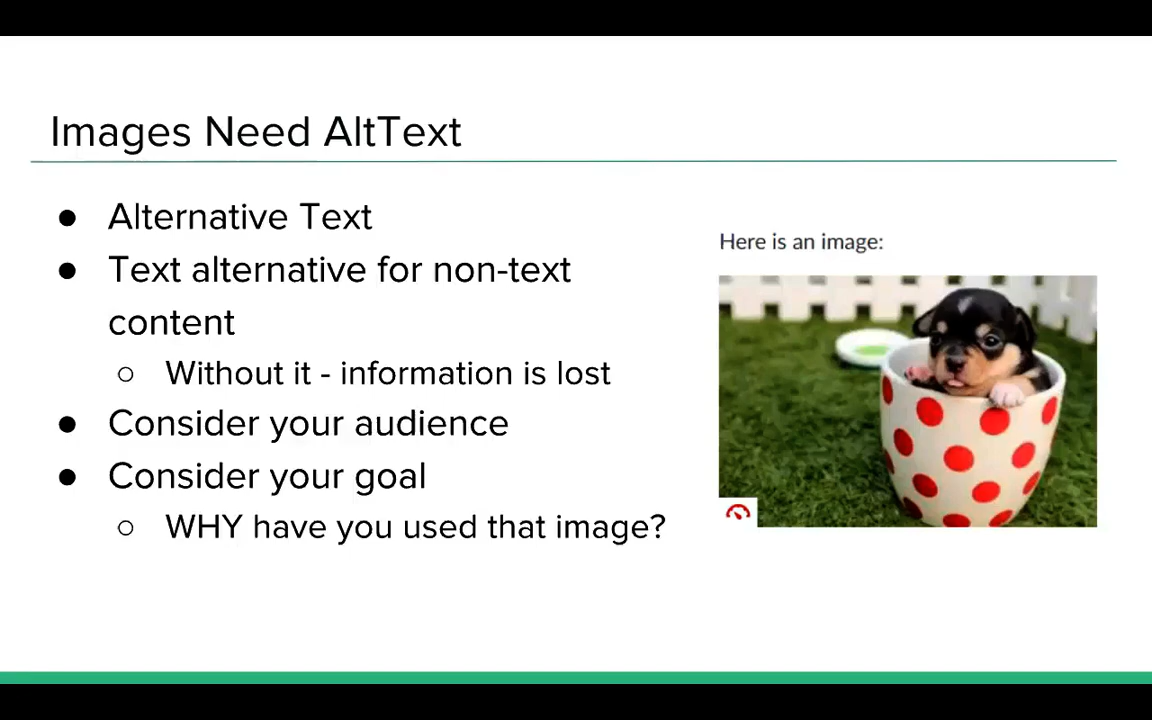 Images Need AltText
● Alternative Text
● Text alternative for non-text
content
○ Without it - information is lost
● Consider your audience
● Consider your goal
○ WHY have you used that image?
Here is an image: